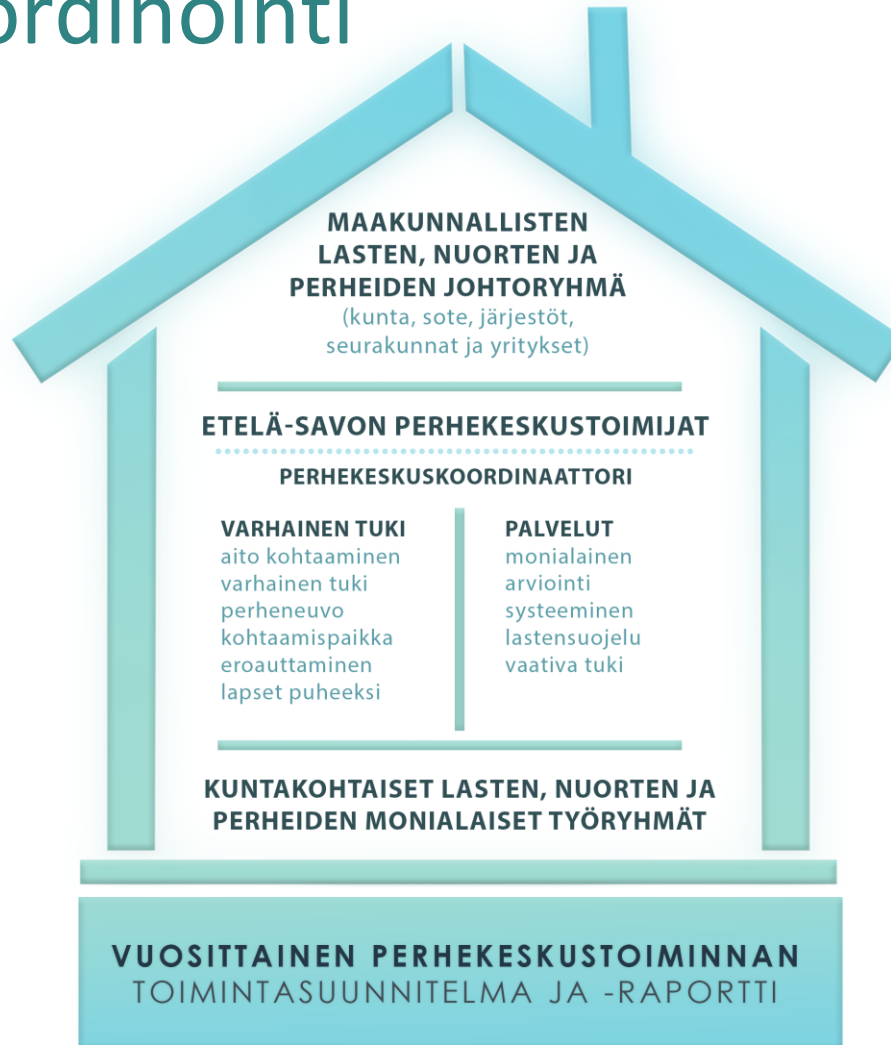 ordinointi
MAAKUNNALLISTEN
LASTEN, NUORTEN JA
PERHEIDEN JOHTORYHMÄ
(kunta, sote, järjestöt,
seurakunnat ja yritykset)
ETELÄ-SAVON PERHEKESKUSTOIMIJAT
PERHEKESKUSKOORDINAATTORI
VARHAINEN TUKI
aito kohtaaminen
varhainen tuki
perheneuvo
kohtaamispaikka
eroauttaminen
lapset puheeksi
PALVELUT
monialainen
arviointi
systeeminen
lastensuojelu
vaativa tuki
KUNTAKOHTAISET LASTEN, NUORTEN JA
PERHEIDEN MONIALAISET TYÖRYHMÄT
VUOSITTAINEN PERHEKESKUSTOIMINNAN
TOIMINTASUUNNITELMA JA -RAPORTTI